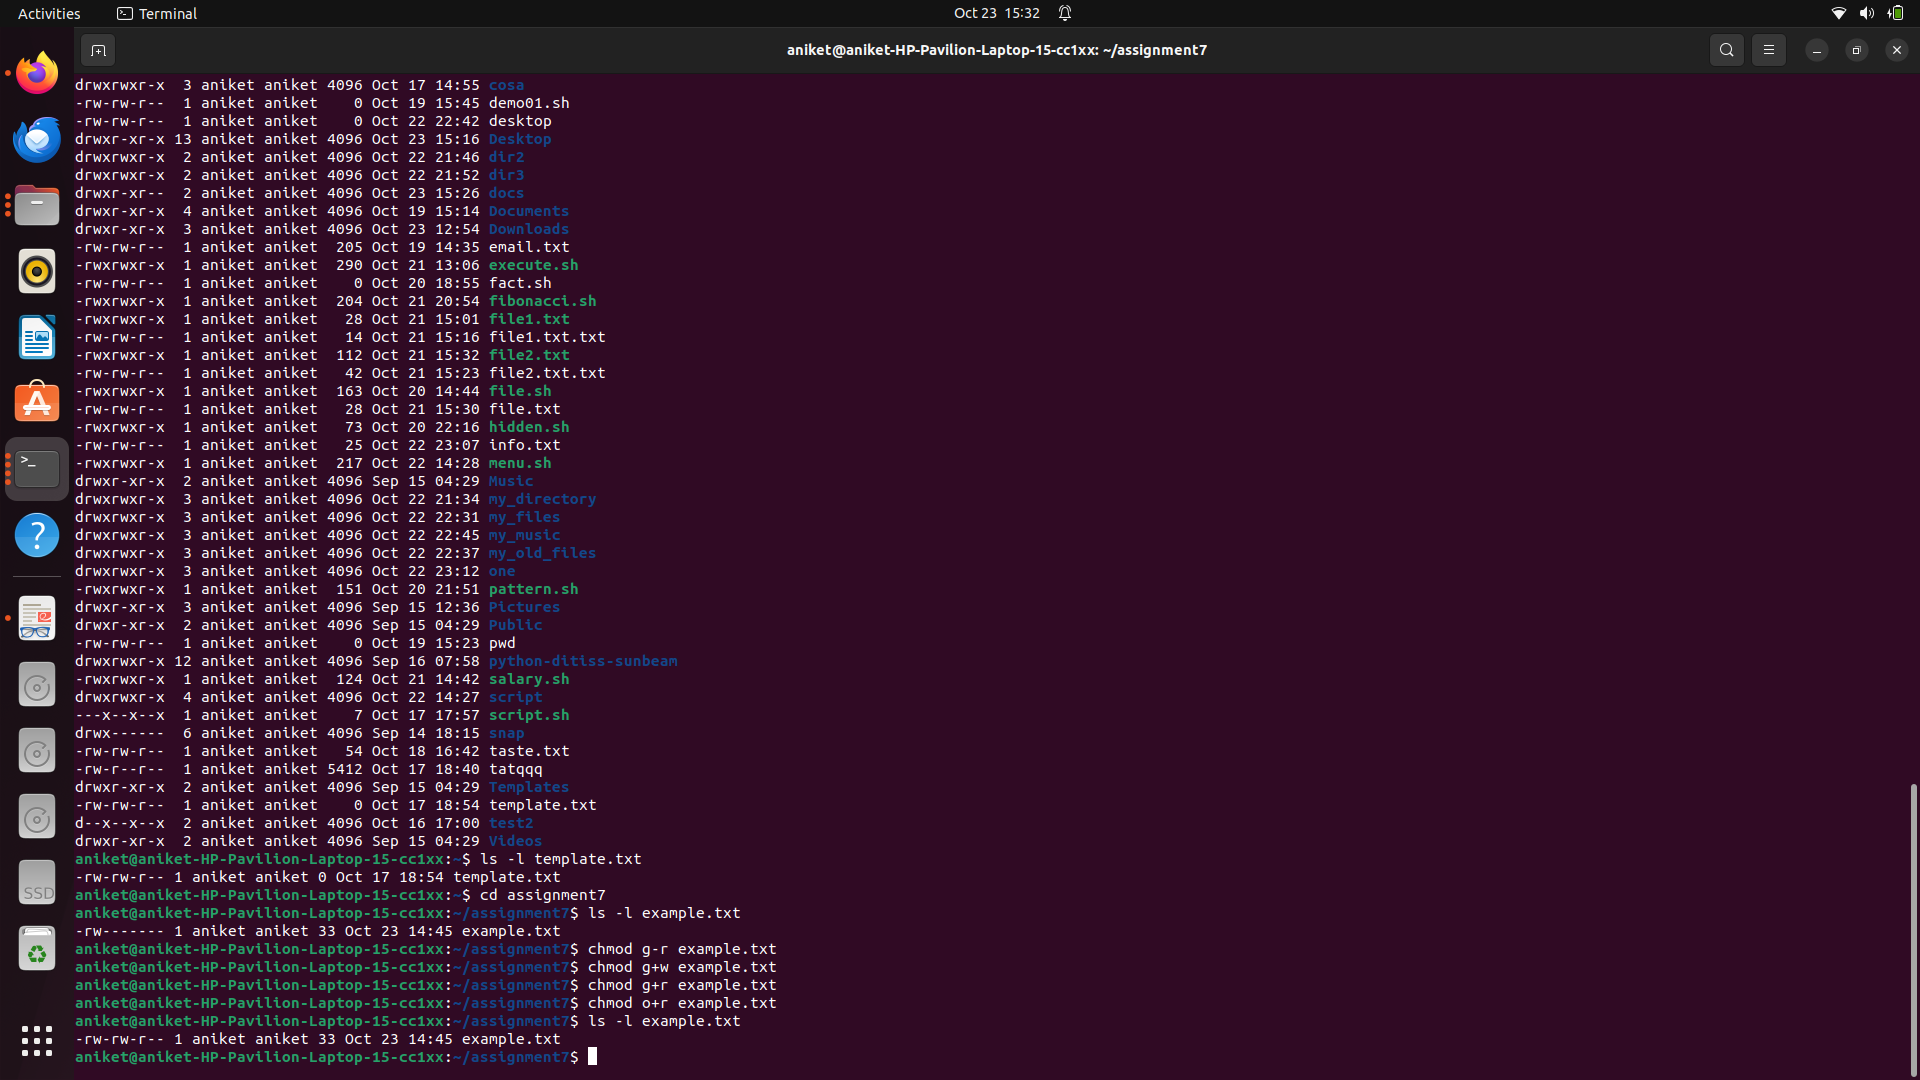 Activities
Terminal
Oct 23 15:32
aniket@aniket-HP-Pavilion-Laptop-15-cc1xx: ~/assignment7
drwxrwxr-x  3 aniket aniket 4096 Oct 17 14:55 cosa
-rw-rw-r--  1 aniket aniket    0 Oct 19 15:45 demo01.sh
-rw-rw-r--  1 aniket aniket    0 Oct 22 22:42 desktop
drwxr-xr-x 13 aniket aniket 4096 Oct 23 15:16 Desktop
drwxrwxr-x  2 aniket aniket 4096 Oct 22 21:46 dir2
drwxrwxr-x  2 aniket aniket 4096 Oct 22 21:52 dir3
drwxr-xr--  2 aniket aniket 4096 Oct 23 15:26 docs
drwxr-xr-x  4 aniket aniket 4096 Oct 19 15:14 Documents
drwxr-xr-x  3 aniket aniket 4096 Oct 23 12:54 Downloads
-rw-rw-r--  1 aniket aniket  205 Oct 19 14:35 email.txt
-rwxrwxr-x  1 aniket aniket  290 Oct 21 13:06 execute.sh
-rw-rw-r--  1 aniket aniket    0 Oct 20 18:55 fact.sh
-rwxrwxr-x  1 aniket aniket  204 Oct 21 20:54 fibonacci.sh
-rwxrwxr-x  1 aniket aniket   28 Oct 21 15:01 file1.txt
-rw-rw-r--  1 aniket aniket   14 Oct 21 15:16 file1.txt.txt
-rwxrwxr-x  1 aniket aniket  112 Oct 21 15:32 file2.txt
-rw-rw-r--  1 aniket aniket   42 Oct 21 15:23 file2.txt.txt
-rwxrwxr-x  1 aniket aniket  163 Oct 20 14:44 file.sh
-rw-rw-r--  1 aniket aniket   28 Oct 21 15:30 file.txt
-rwxrwxr-x  1 aniket aniket   73 Oct 20 22:16 hidden.sh
-rw-rw-r--  1 aniket aniket   25 Oct 22 23:07 info.txt
-rwxrwxr-x  1 aniket aniket  217 Oct 22 14:28 menu.sh
drwxr-xr-x  2 aniket aniket 4096 Sep 15 04:29 Music
drwxrwxr-x  3 aniket aniket 4096 Oct 22 21:34 my_directory
drwxrwxr-x  3 aniket aniket 4096 Oct 22 22:31 my_files
drwxrwxr-x  3 aniket aniket 4096 Oct 22 22:45 my_music
drwxrwxr-x  3 aniket aniket 4096 Oct 22 22:37 my_old_files
drwxrwxr-x  3 aniket aniket 4096 Oct 22 23:12 one
-rwxrwxr-x  1 aniket aniket  151 Oct 20 21:51 pattern.sh
drwxr-xr-x  3 aniket aniket 4096 Sep 15 12:36 Pictures
drwxr-xr-x  2 aniket aniket 4096 Sep 15 04:29 Public
-rw-rw-r--  1 aniket aniket    0 Oct 19 15:23 pwd
drwxrwxr-x 12 aniket aniket 4096 Sep 16 07:58 python-ditiss-sunbeam
-rwxrwxr-x  1 aniket aniket  124 Oct 21 14:42 salary.sh
drwxrwxr-x  4 aniket aniket 4096 Oct 22 14:27 script
---x--x--x  1 aniket aniket    7 Oct 17 17:57 script.sh
drwx------  6 aniket aniket 4096 Sep 14 18:15 snap
-rw-rw-r--  1 aniket aniket   54 Oct 18 16:42 taste.txt
-rw-r--r--  1 aniket aniket 5412 Oct 17 18:40 tatqqq
drwxr-xr-x  2 aniket aniket 4096 Sep 15 04:29 Templates
-rw-rw-r--  1 aniket aniket    0 Oct 17 18:54 template.txt
d--x--x--x  2 aniket aniket 4096 Oct 16 17:00 test2
drwxr-xr-x  2 aniket aniket 4096 Sep 15 04:29 Videos
aniket@aniket-HP-Pavilion-Laptop-15-cc1xx:~$ ls -l template.txt
-rw-rw-r-- 1 aniket aniket 0 Oct 17 18:54 template.txt
aniket@aniket-HP-Pavilion-Laptop-15-cc1xx:~$ cd assignment7
aniket@aniket-HP-Pavilion-Laptop-15-cc1xx:~/assignment7$ ls -l example.txt
-rw------- 1 aniket aniket 33 Oct 23 14:45 example.txt
aniket@aniket-HP-Pavilion-Laptop-15-cc1xx:~/assignment7$ chmod g-r example.txt
aniket@aniket-HP-Pavilion-Laptop-15-cc1xx:~/assignment7$ chmod g+w example.txt
aniket@aniket-HP-Pavilion-Laptop-15-cc1xx:~/assignment7$ chmod g+r example.txt
aniket@aniket-HP-Pavilion-Laptop-15-cc1xx:~/assignment7$ chmod o+r example.txt
aniket@aniket-HP-Pavilion-Laptop-15-cc1xx:~/assignment7$ ls -l example.txt
-rw-rw-r-- 1 aniket aniket 33 Oct 23 14:45 example.txt
aniket@aniket-HP-Pavilion-Laptop-15-cc1xx:~/assignment7$
SSD